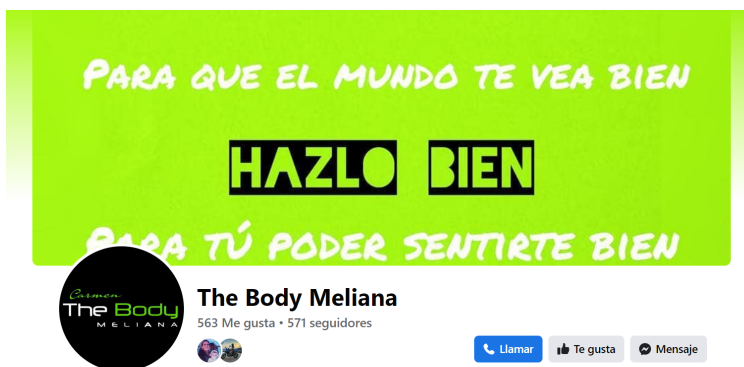 Para que el mundo te vea bien
HAZLO BIEN
Para tú poder sentirte bien
Carmen
The Body
MELIANA
The Body Meliana
563 Me gusta • 571 seguidores
Llamar
Te gusta
Mensaje